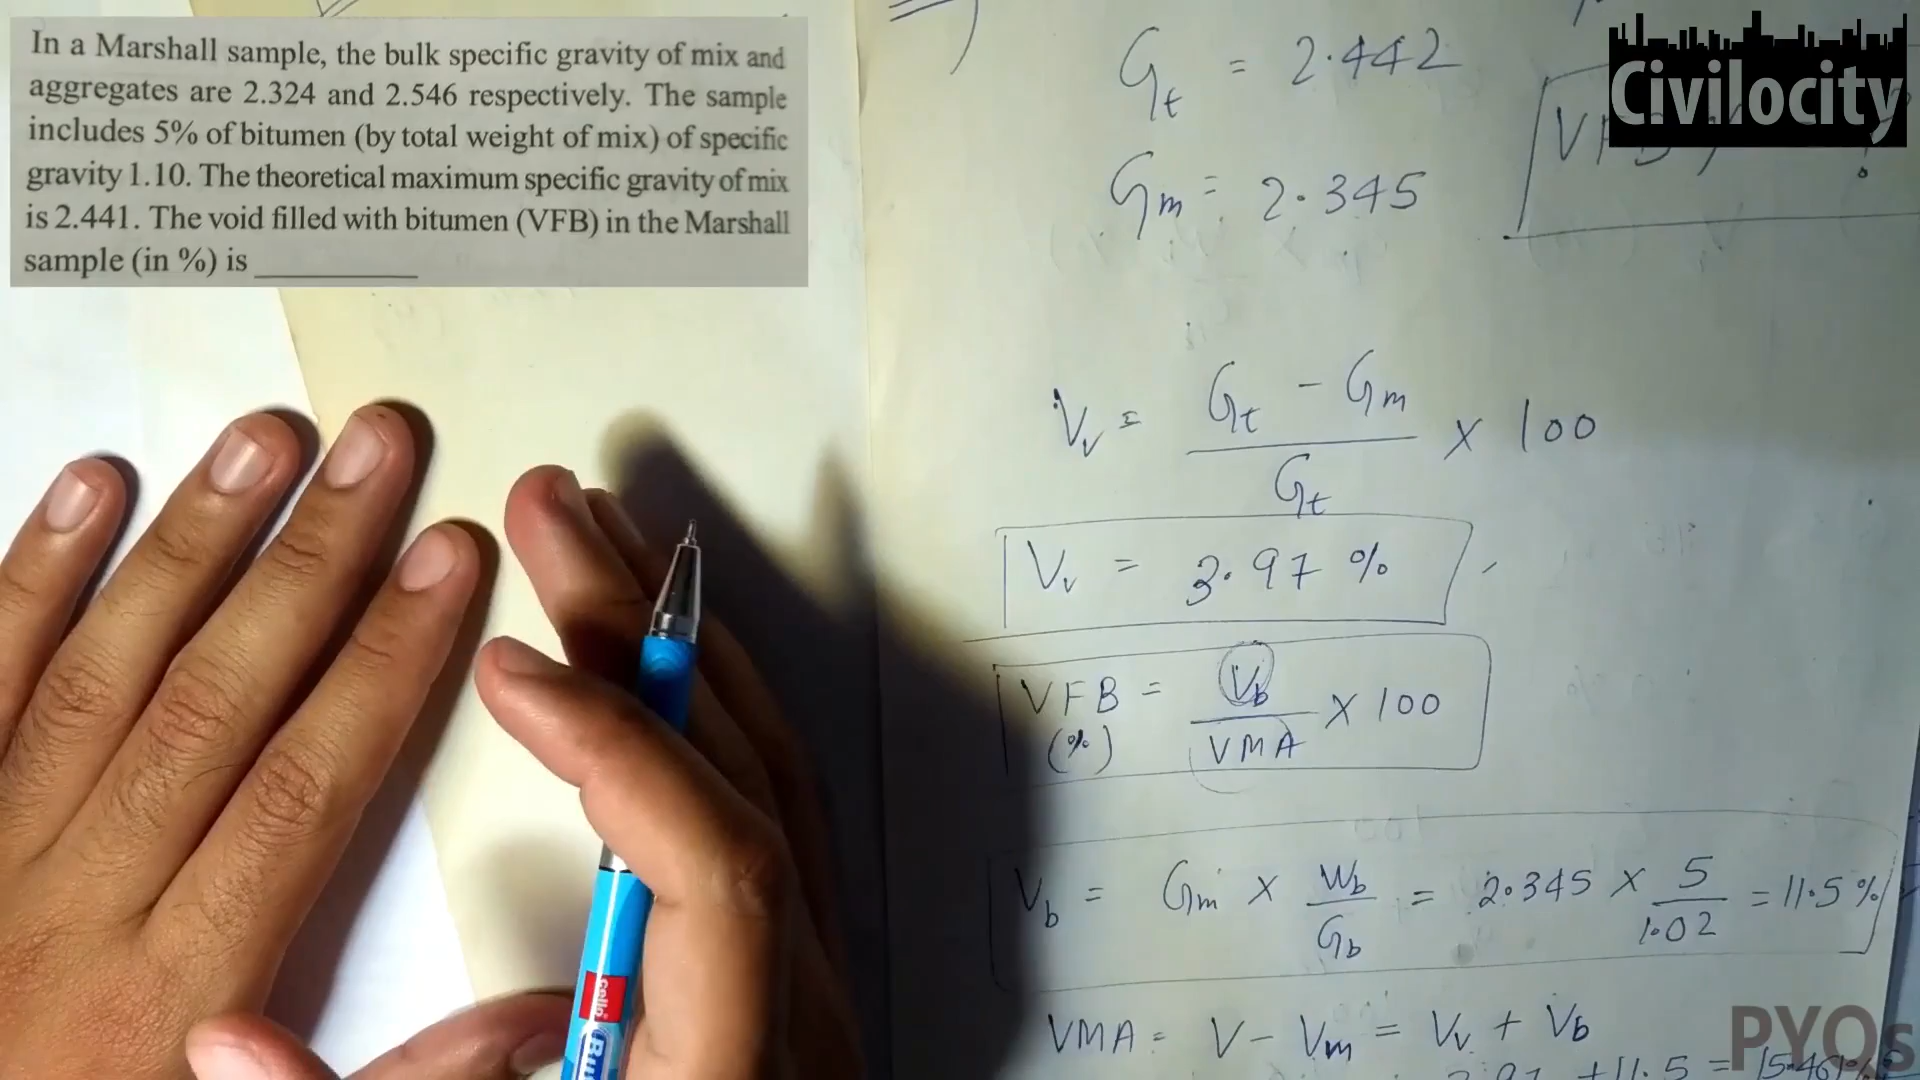 In a Marshall sample, the bulk specific gravity of mix and
aggregates are 2.324 and 2.546 respectively. The sample
includes 5% of bitumen (by total weight of mix) of specific
gravity 1.10. The theoretical maximum specific gravity of mix
is 2.441. The void filled with bitumen (VFB) in the Marshall
sample (in %) is ____________
Civilocity
Gt = 2.442
Gm = 2.345
Vv = Gt - Gm / Gt x 100
Vv = 3.97 %
VFB (%) = Vb / VMA x 100
Vb = Gm x Wb / Gb = 2.345 x 5 / 1.02 = 11.5 %
VMA = V - Vm = Vv + Vb
+ 11.5 = 15.46
cello
PYQs